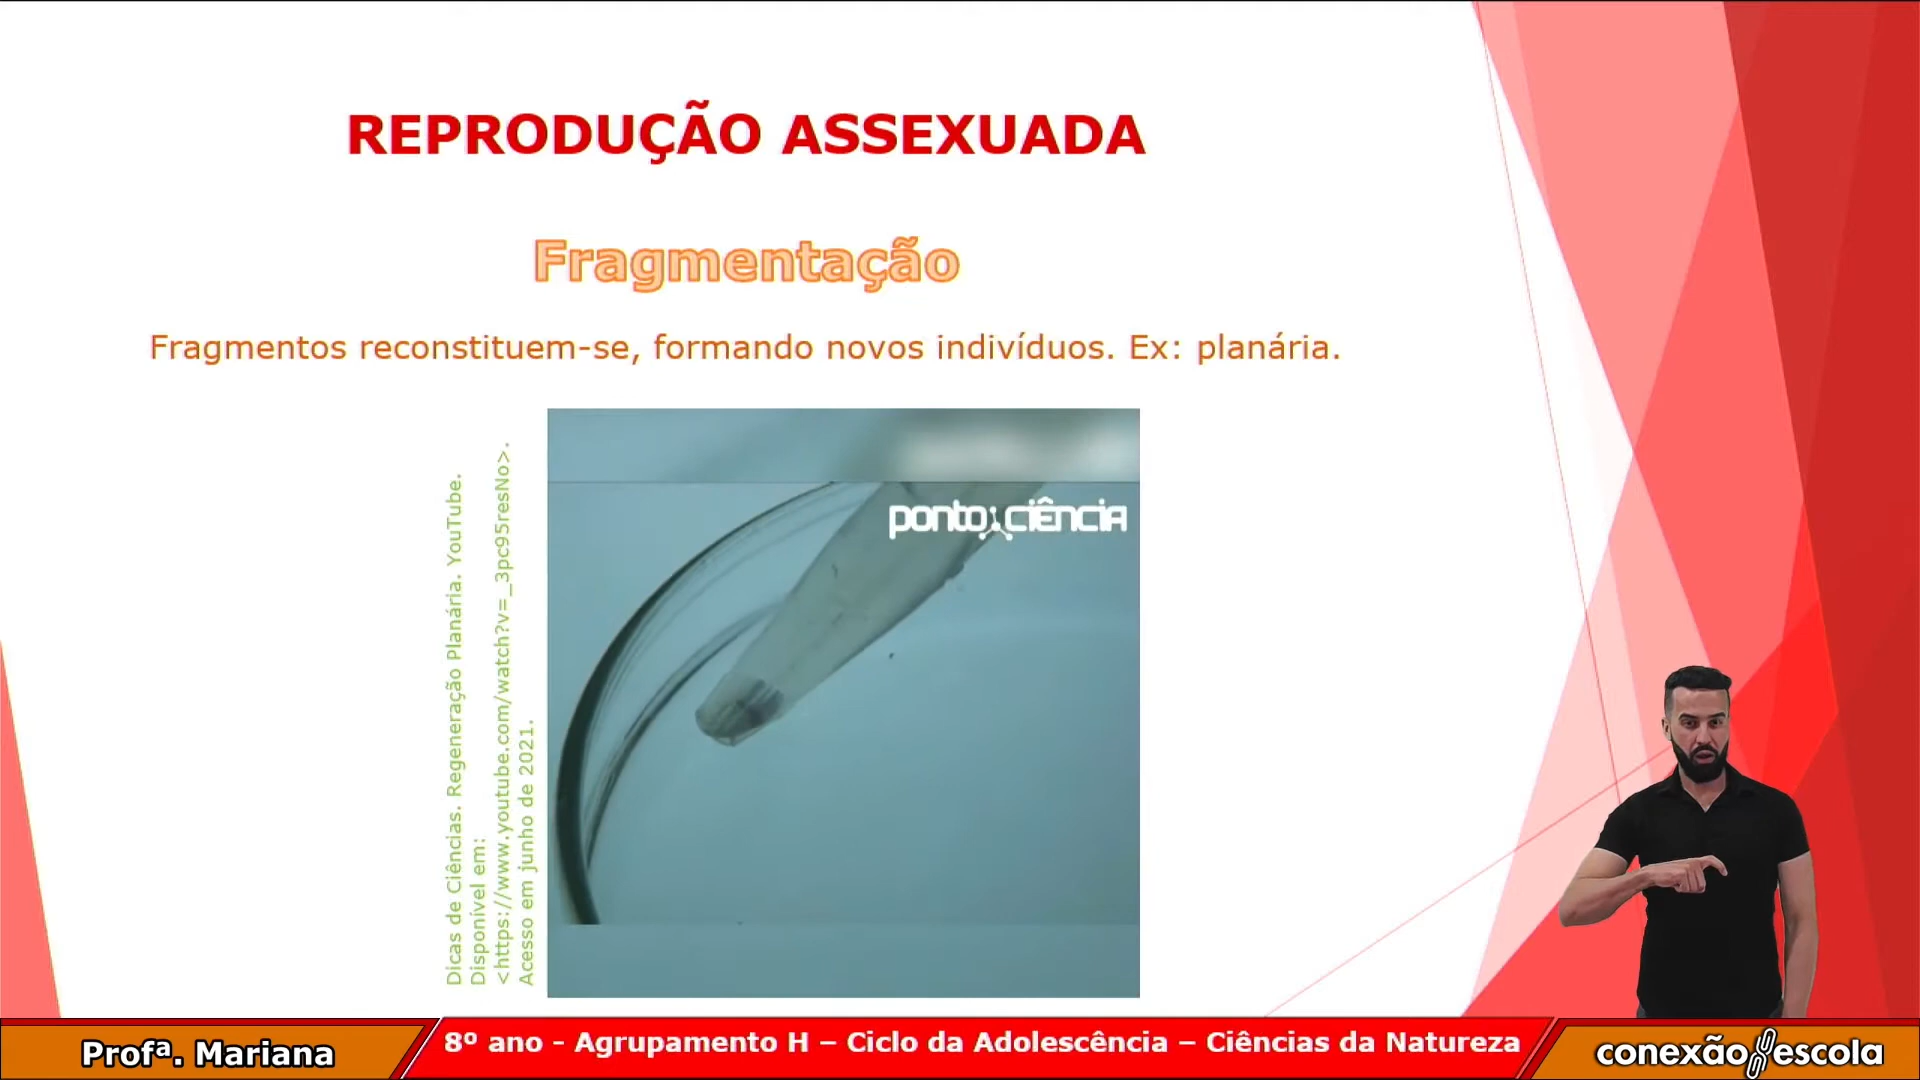 REPRODUÇÃO ASSEXUADA
Fragmentação
Fragmentos reconstituem-se, formando novos indivíduos. Ex: planária.
Dicas de Ciências. Regeneração Planária. YouTube.
Disponível em:
<https://www.youtube.com/watch?v=_3pc95resNo>.
Acesso em junho de 2021.
ponto ciência
Profª. Mariana
8º ano - Agrupamento H – Ciclo da Adolescência – Ciências da Natureza
conexão escola